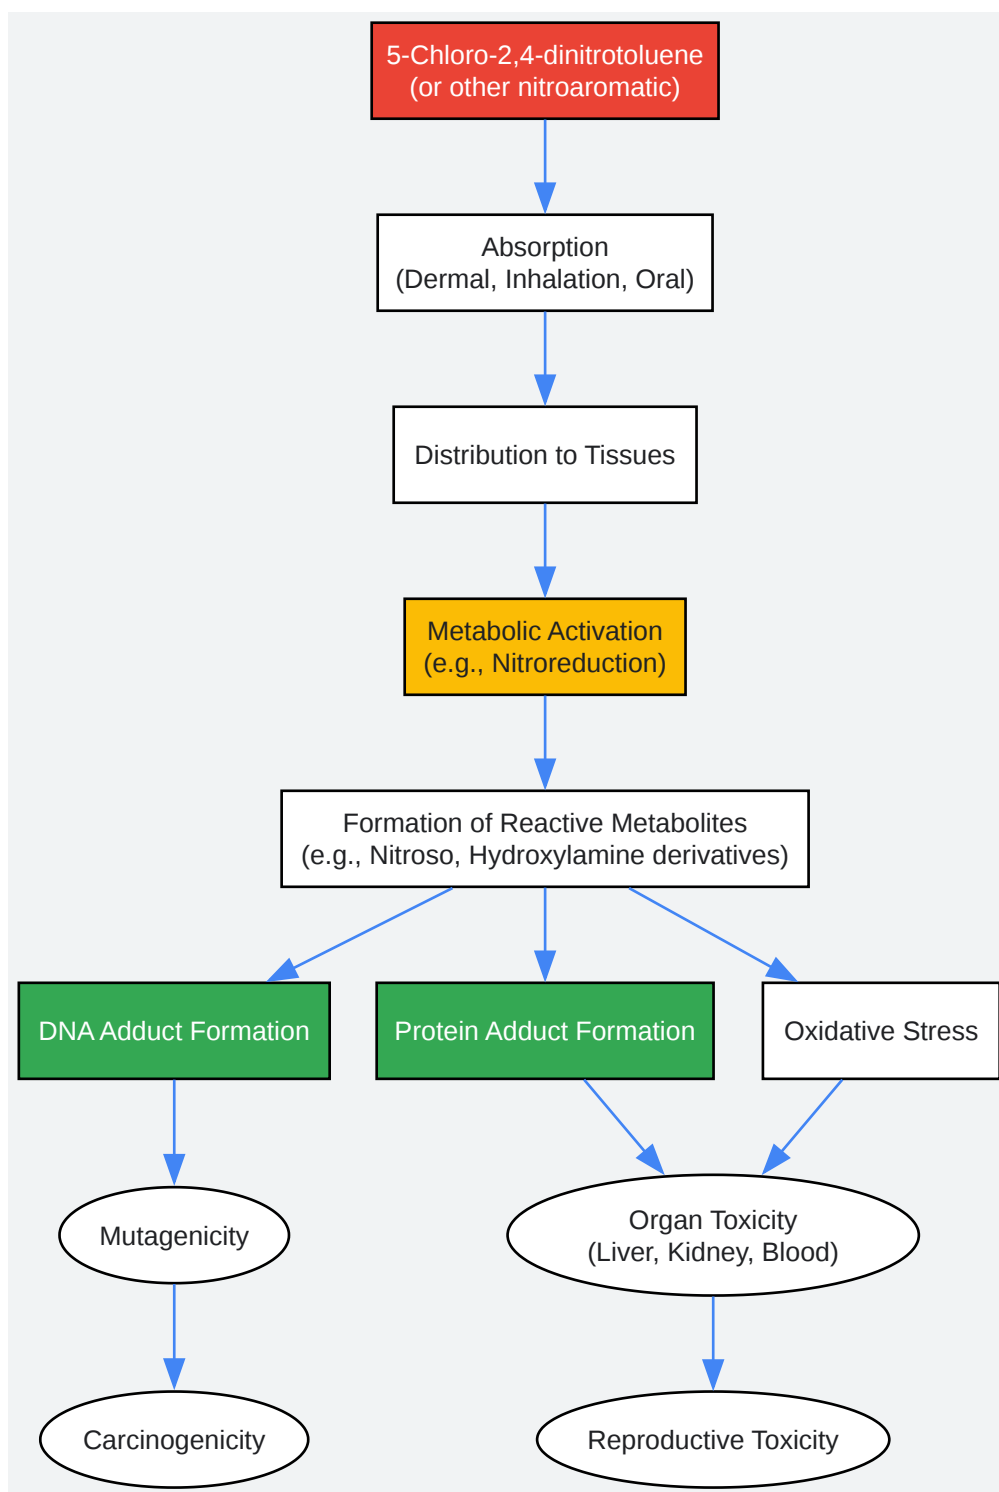 5-Chloro-2,4-dinitrotoluene
(or other nitroaromatic)
Absorption
(Dermal, Inhalation, Oral)
Distribution to Tissues
Metabolic Activation
(e.g., Nitroreduction)
Formation of Reactive Metabolites
(e.g., Nitroso, Hydroxylamine derivatives)
DNA Adduct Formation
Protein Adduct Formation
Oxidative Stress
Mutagenicity
Organ Toxicity
(Liver, Kidney, Blood)
Carcinogenicity
Reproductive Toxicity